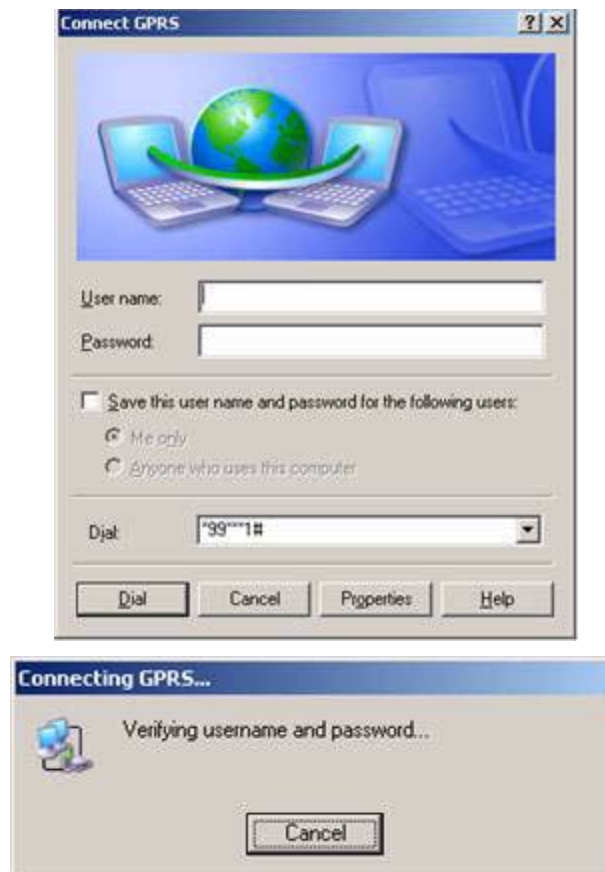 Connect GPRS
User name:
Password:
Save this user name and password for the following users:
Me only
Anyone who uses this computer
Dial:
*99***1#
Dial Cancel Properties Help
Connecting GPRS...
Verifying username and password...
Cancel